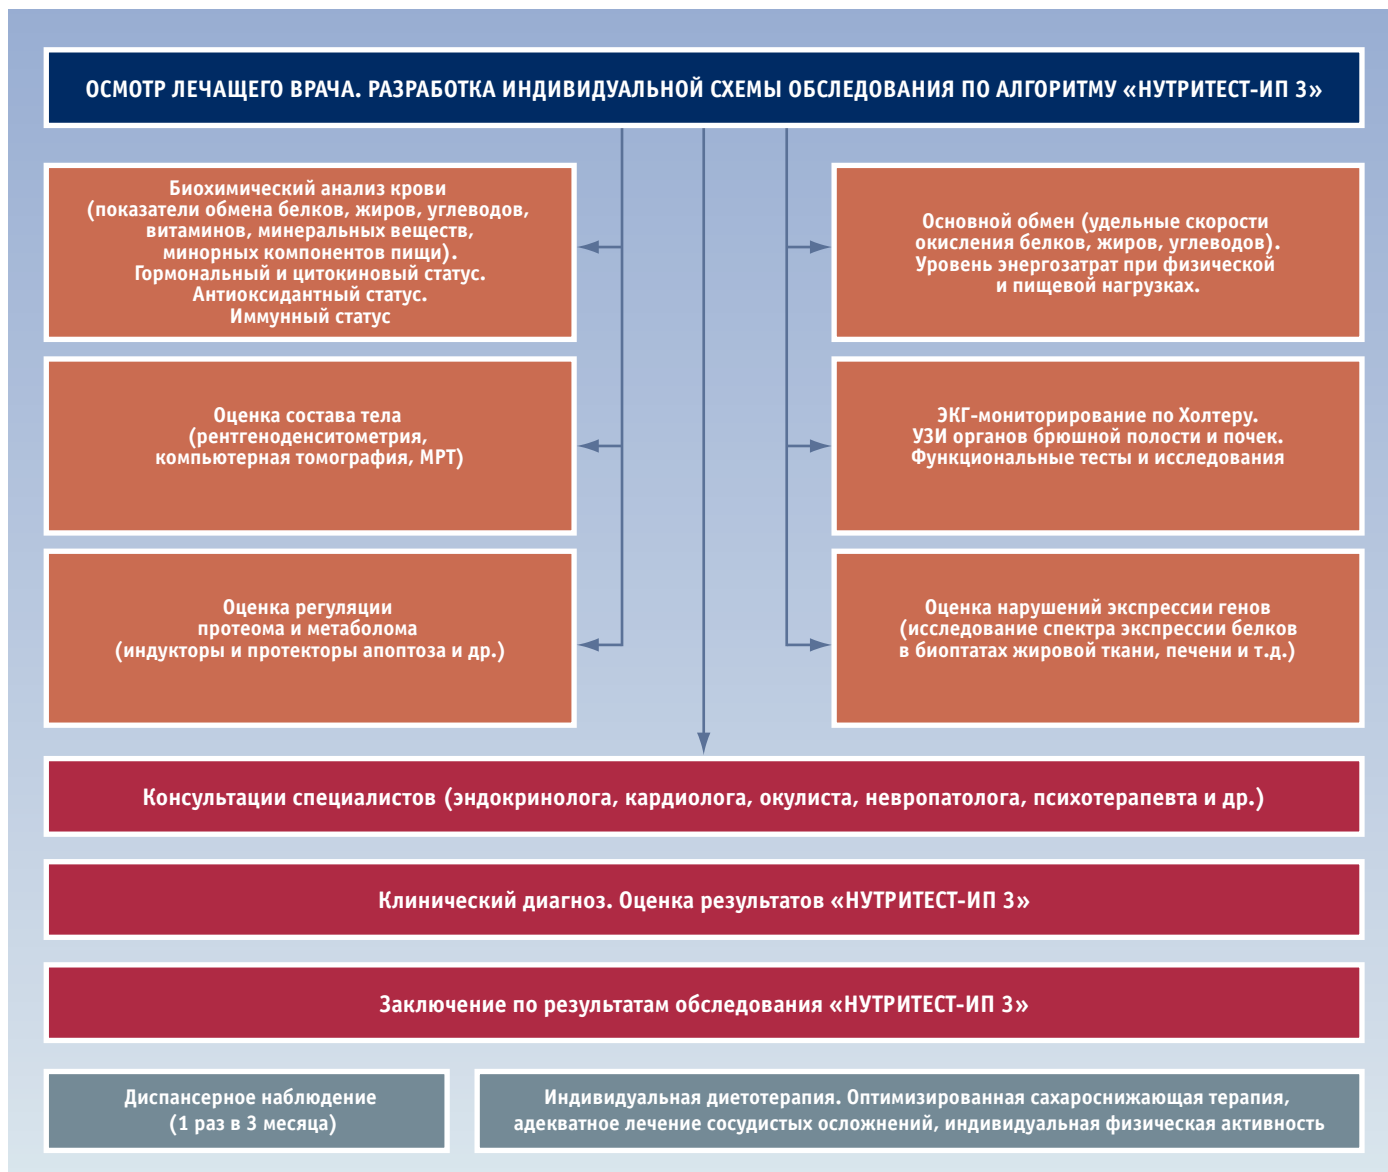 ОСМОТР ЛЕЧАЩЕГО ВРАЧА. РАЗРАБОТКА ИНДИВИДУАЛЬНОЙ СХЕМЫ ОБСЛЕДОВАНИЯ ПО АЛГОРИТМУ «НУТРИТЕСТ-ИП 3»
Биохимический анализ крови
(показатели обмена белков, жиров, углеводов,
витаминов, минеральных веществ,
минорных компонентов пищи).
Гормональный и цитокиновый статус.
Антиоксидантный статус.
Иммунный статус
Основной обмен (удельные скорости
окисления белков, жиров, углеводов).
Уровень энергозатрат при физической
и пищевой нагрузках.
Оценка состава тела
(рентгеноденситометрия,
компьютерная томография, МРТ)
ЭКГ-мониторирование по Холтеру.
УЗИ органов брюшной полости и почек.
Функциональные тесты и исследования
Оценка регуляции
протеома и метаболома
(индукторы и протекторы апоптоза и др.)
Оценка нарушений экспрессии генов
(исследование спектра экспрессии белков
в биоптатах жировой ткани, печени и т.д.)
Консультации специалистов (эндокринолога, кардиолога, окулиста, невропатолога, психотерапевта и др.)
Клинический диагноз. Оценка результатов «НУТРИТЕСТ-ИП 3»
Заключение по результатам обследования «НУТРИТЕСТ-ИП 3»
Диспансерное наблюдение
(1 раз в 3 месяца)
Индивидуальная диетотерапия. Оптимизированная сахароснижающая терапия,
адекватное лечение сосудистых осложнений, индивидуальная физическая активность